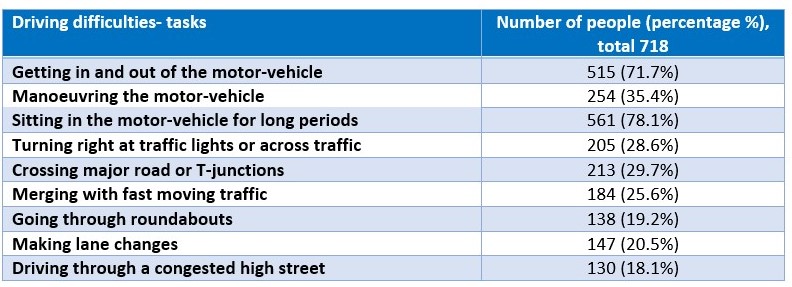 Driving difficulties- tasks
Number of people (percentage %),
total 718
Getting in and out of the motor-vehicle 515 (71.7%)
Manoeuvring the motor-vehicle 254 (35.4%)
Sitting in the motor-vehicle for long periods 561 (78.1%)
Turning right at traffic lights or across traffic 205 (28.6%)
Crossing major road or T-junctions 213 (29.7%)
Merging with fast moving traffic 184 (25.6%)
Going through roundabouts 138 (19.2%)
Making lane changes 147 (20.5%)
Driving through a congested high street 130 (18.1%)